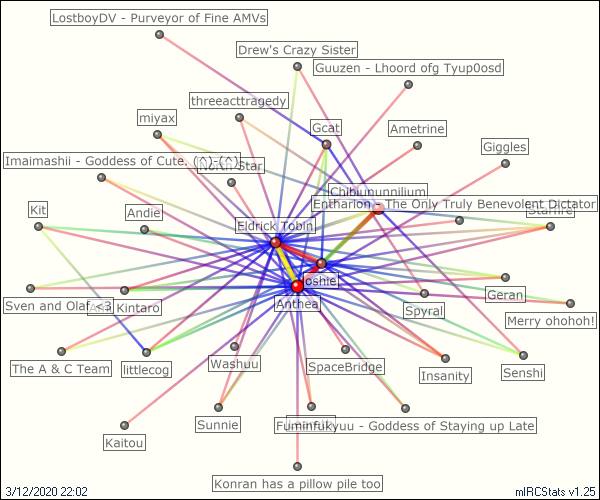 LostboyDV - Purveyor of Fine AMVs
Drew's Crazy Sister
Guuzen - Lhoord ofg Tyup0osd
threeacttragedy
miyax
Gcat
Ametrine
Giggles
Imaimashii - Goddess of Cute. (^)-(^)
Star
Chibiumunnilium
Kit
Andie
Entharion - The Only Truly Benevolent Dictator
Starfire
Eldrick Tobin
oshie
Anthea
Geran
Sven and Olaf <3
Kintaro
Spyral
Merry ohohoh!
The A & C Team
littlecog
Washuu
SpaceBridge
Insanity
Senshi
Sunnie
Fuminfukyuu - Goddess of Staying up Late
Kaitou
Konran has a pillow pile too
3/12/2020 22:02
mIRCStats v1.25